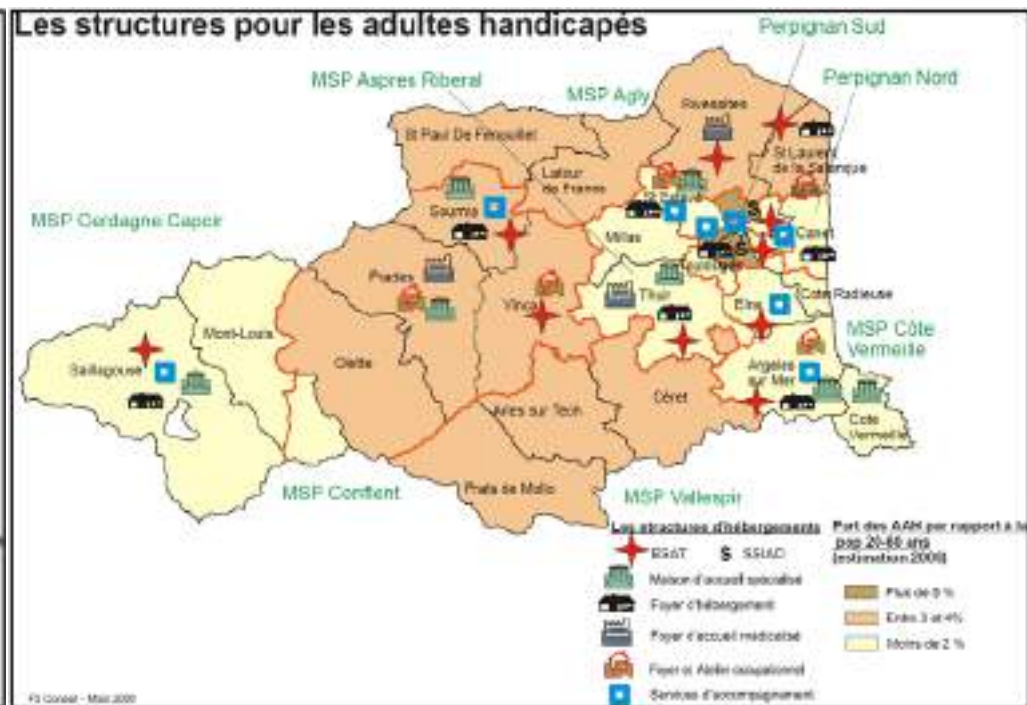 Les structures pour les adultes handicapés
Perpignan Sud
MSP Aspres Riberal
Perpignan Nord
MSP Agly
Rivesaltes
St Paul De Fenouillet
St Laurent
de la Salanque
Latour
de France
MSP Cerdagne Capcir
Sournia
Millas
Canet
Prades
Vinça
Thuir
Elne
Cote Radieuse
Mont-Louis
MSP Côte
Vermeille
Saillagouse
Olette
Argeles
sur Mer
Céret
Arles sur Tech
Cote
Vermeille
MSP Conflent
Prats de Mollo
MSP Vallespir
Les structures d'hébergements
Part des AAH par rapport à la
pop 20-60 ans
(estimation 2006)
ESAT
$ SSIAD
Maison d'accueil spécialisé
Foyer d'hébergement
Foyer d'accueil médicalisé
Foyer et Atelier occupationnel
Services d'accompagnement
Entre 3 et 4%
Moins de 2 %